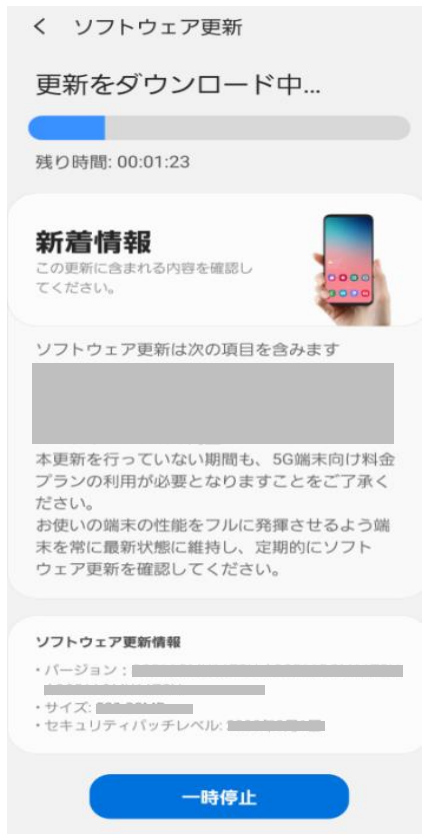 ソフトウェア更新
更新をダウンロード中...
残り時間: 00:01:23
新着情報
この更新に含まれる内容を確認し
てください。
ソフトウェア更新は次の項目を含みます
本更新を行っていない期間も、5G端末向け料金
プランの利用が必要となりますことをご了承く
ださい。
お使いの端末の性能をフルに発揮させるよう端
末を常に最新状態に維持し、定期的にソフト
ウェア更新を確認してください。
ソフトウェア更新情報
・バージョン：
・サイズ:
・セキュリティパッチレベル:
一時停止